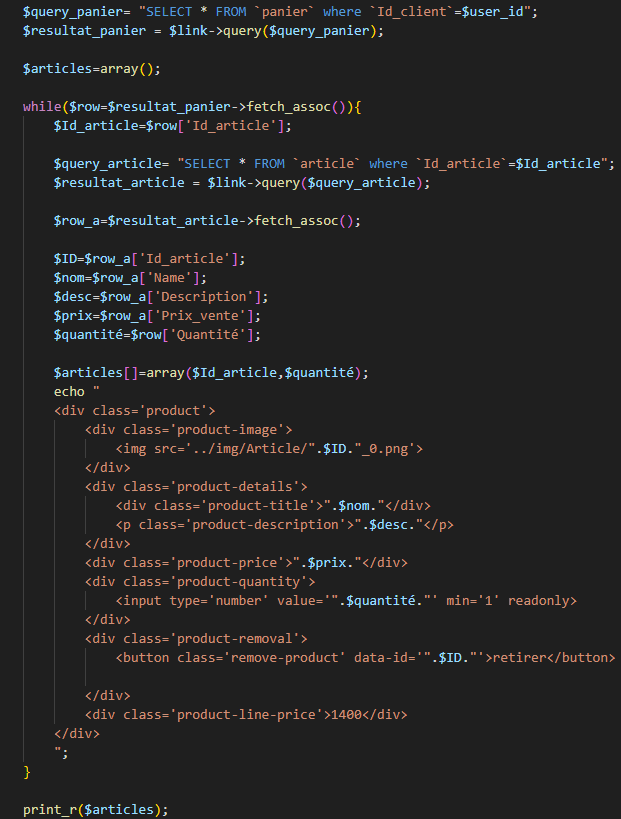 $query_panier= "SELECT * FROM `panier` where `Id_client`=$user_id";
$resultat_panier = $link->query($query_panier);
$articles=array();
while($row=$resultat_panier->fetch_assoc()){
$Id_article=$row['Id_article'];
$query_article= "SELECT * FROM `article` where `Id_article`=$Id_article";
$resultat_article = $link->query($query_article);
$row_a=$resultat_article->fetch_assoc();
$ID=$row_a['Id_article'];
$nom=$row_a['Name'];
$desc=$row_a['Description'];
$prix=$row_a['Prix_vente'];
$quantité=$row['Quantité'];
$articles[]=array($Id_article,$quantité);
echo "
<div class='product'>
<div class='product-image'>
<img src='../img/Article/".$ID."_0.png'>
</div>
<div class='product-details'>
<div class='product-title'>".$nom."</div>
<p class='product-description'>".$desc."</p>
</div>
<div class='product-price'>".$prix."</div>
<div class='product-quantity'>
<input type='number' value='".$quantité."' min='1' readonly>
</div>
<div class='product-removal'>
<button class='remove-product' data-id='".$ID."'>retirer</button>
</div>
<div class='product-line-price'>1400</div>
</div>
";
}
print_r($articles);